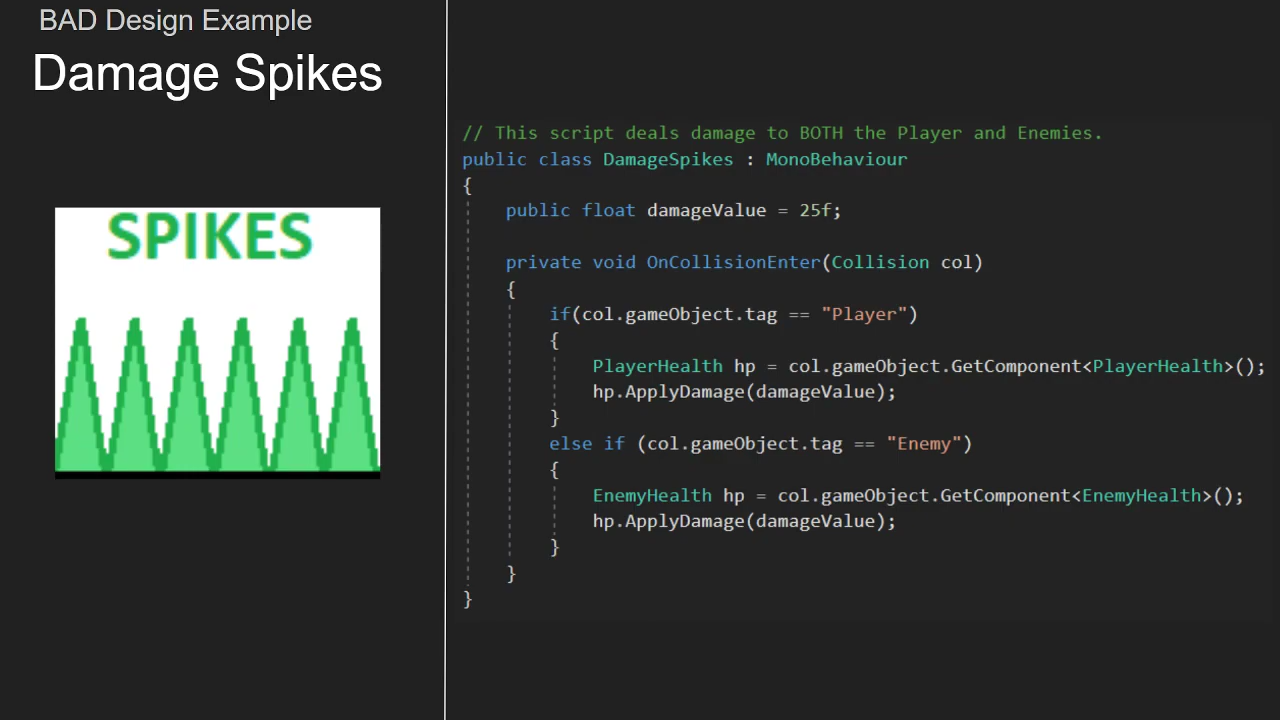 BAD Design Example
Damage Spikes
SPIKES
// This script deals damage to BOTH the Player and Enemies.
public class DamageSpikes : MonoBehaviour
{
public float damageValue = 25f;
private void OnCollisionEnter(Collision col)
{
if(col.gameObject.tag == "Player")
{
PlayerHealth hp = col.gameObject.GetComponent<PlayerHealth>();
hp.ApplyDamage(damageValue);
}
else if (col.gameObject.tag == "Enemy")
{
EnemyHealth hp = col.gameObject.GetComponent<EnemyHealth>();
hp.ApplyDamage(damageValue);
}
}
}